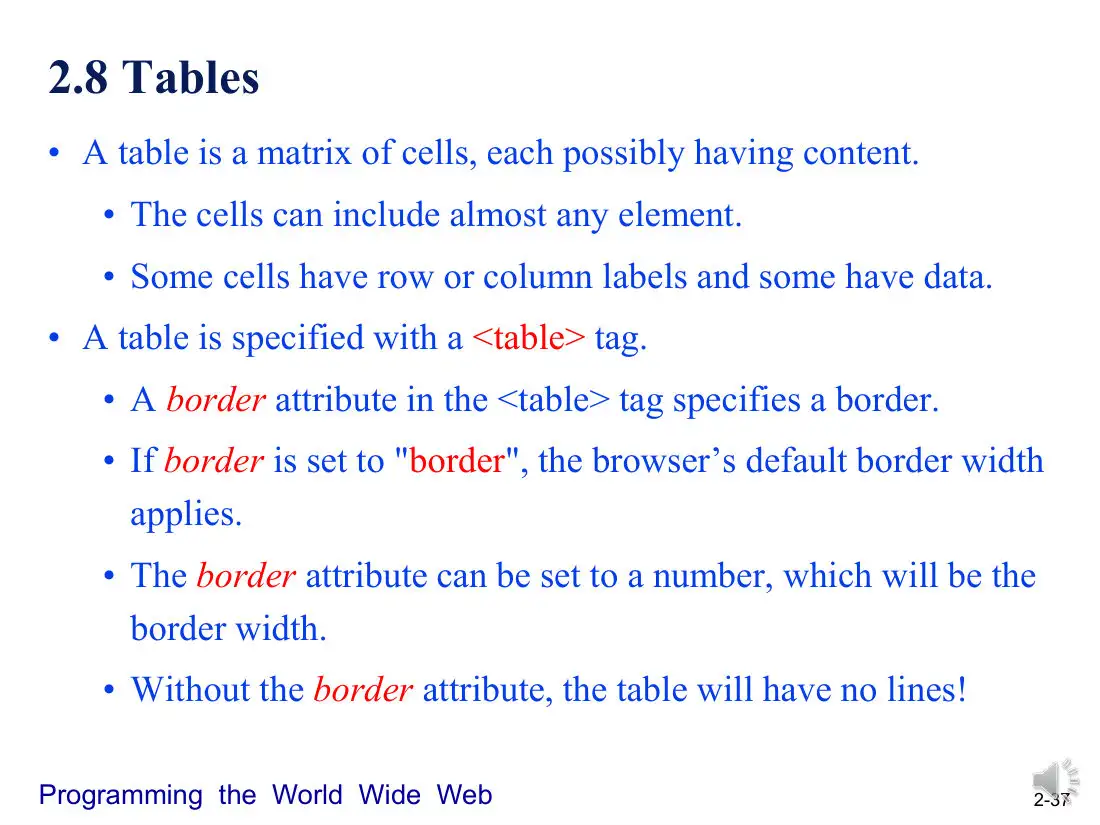 2.8 Tables
• A table is a matrix of cells, each possibly having content.
• The cells can include almost any element.
• Some cells have row or column labels and some have data.
• A table is specified with a <table> tag.
• A border attribute in the <table> tag specifies a border.
• If border is set to "border", the browser’s default border width
applies.
• The border attribute can be set to a number, which will be the
border width.
• Without the border attribute, the table will have no lines!
Programming the World Wide Web
2-37